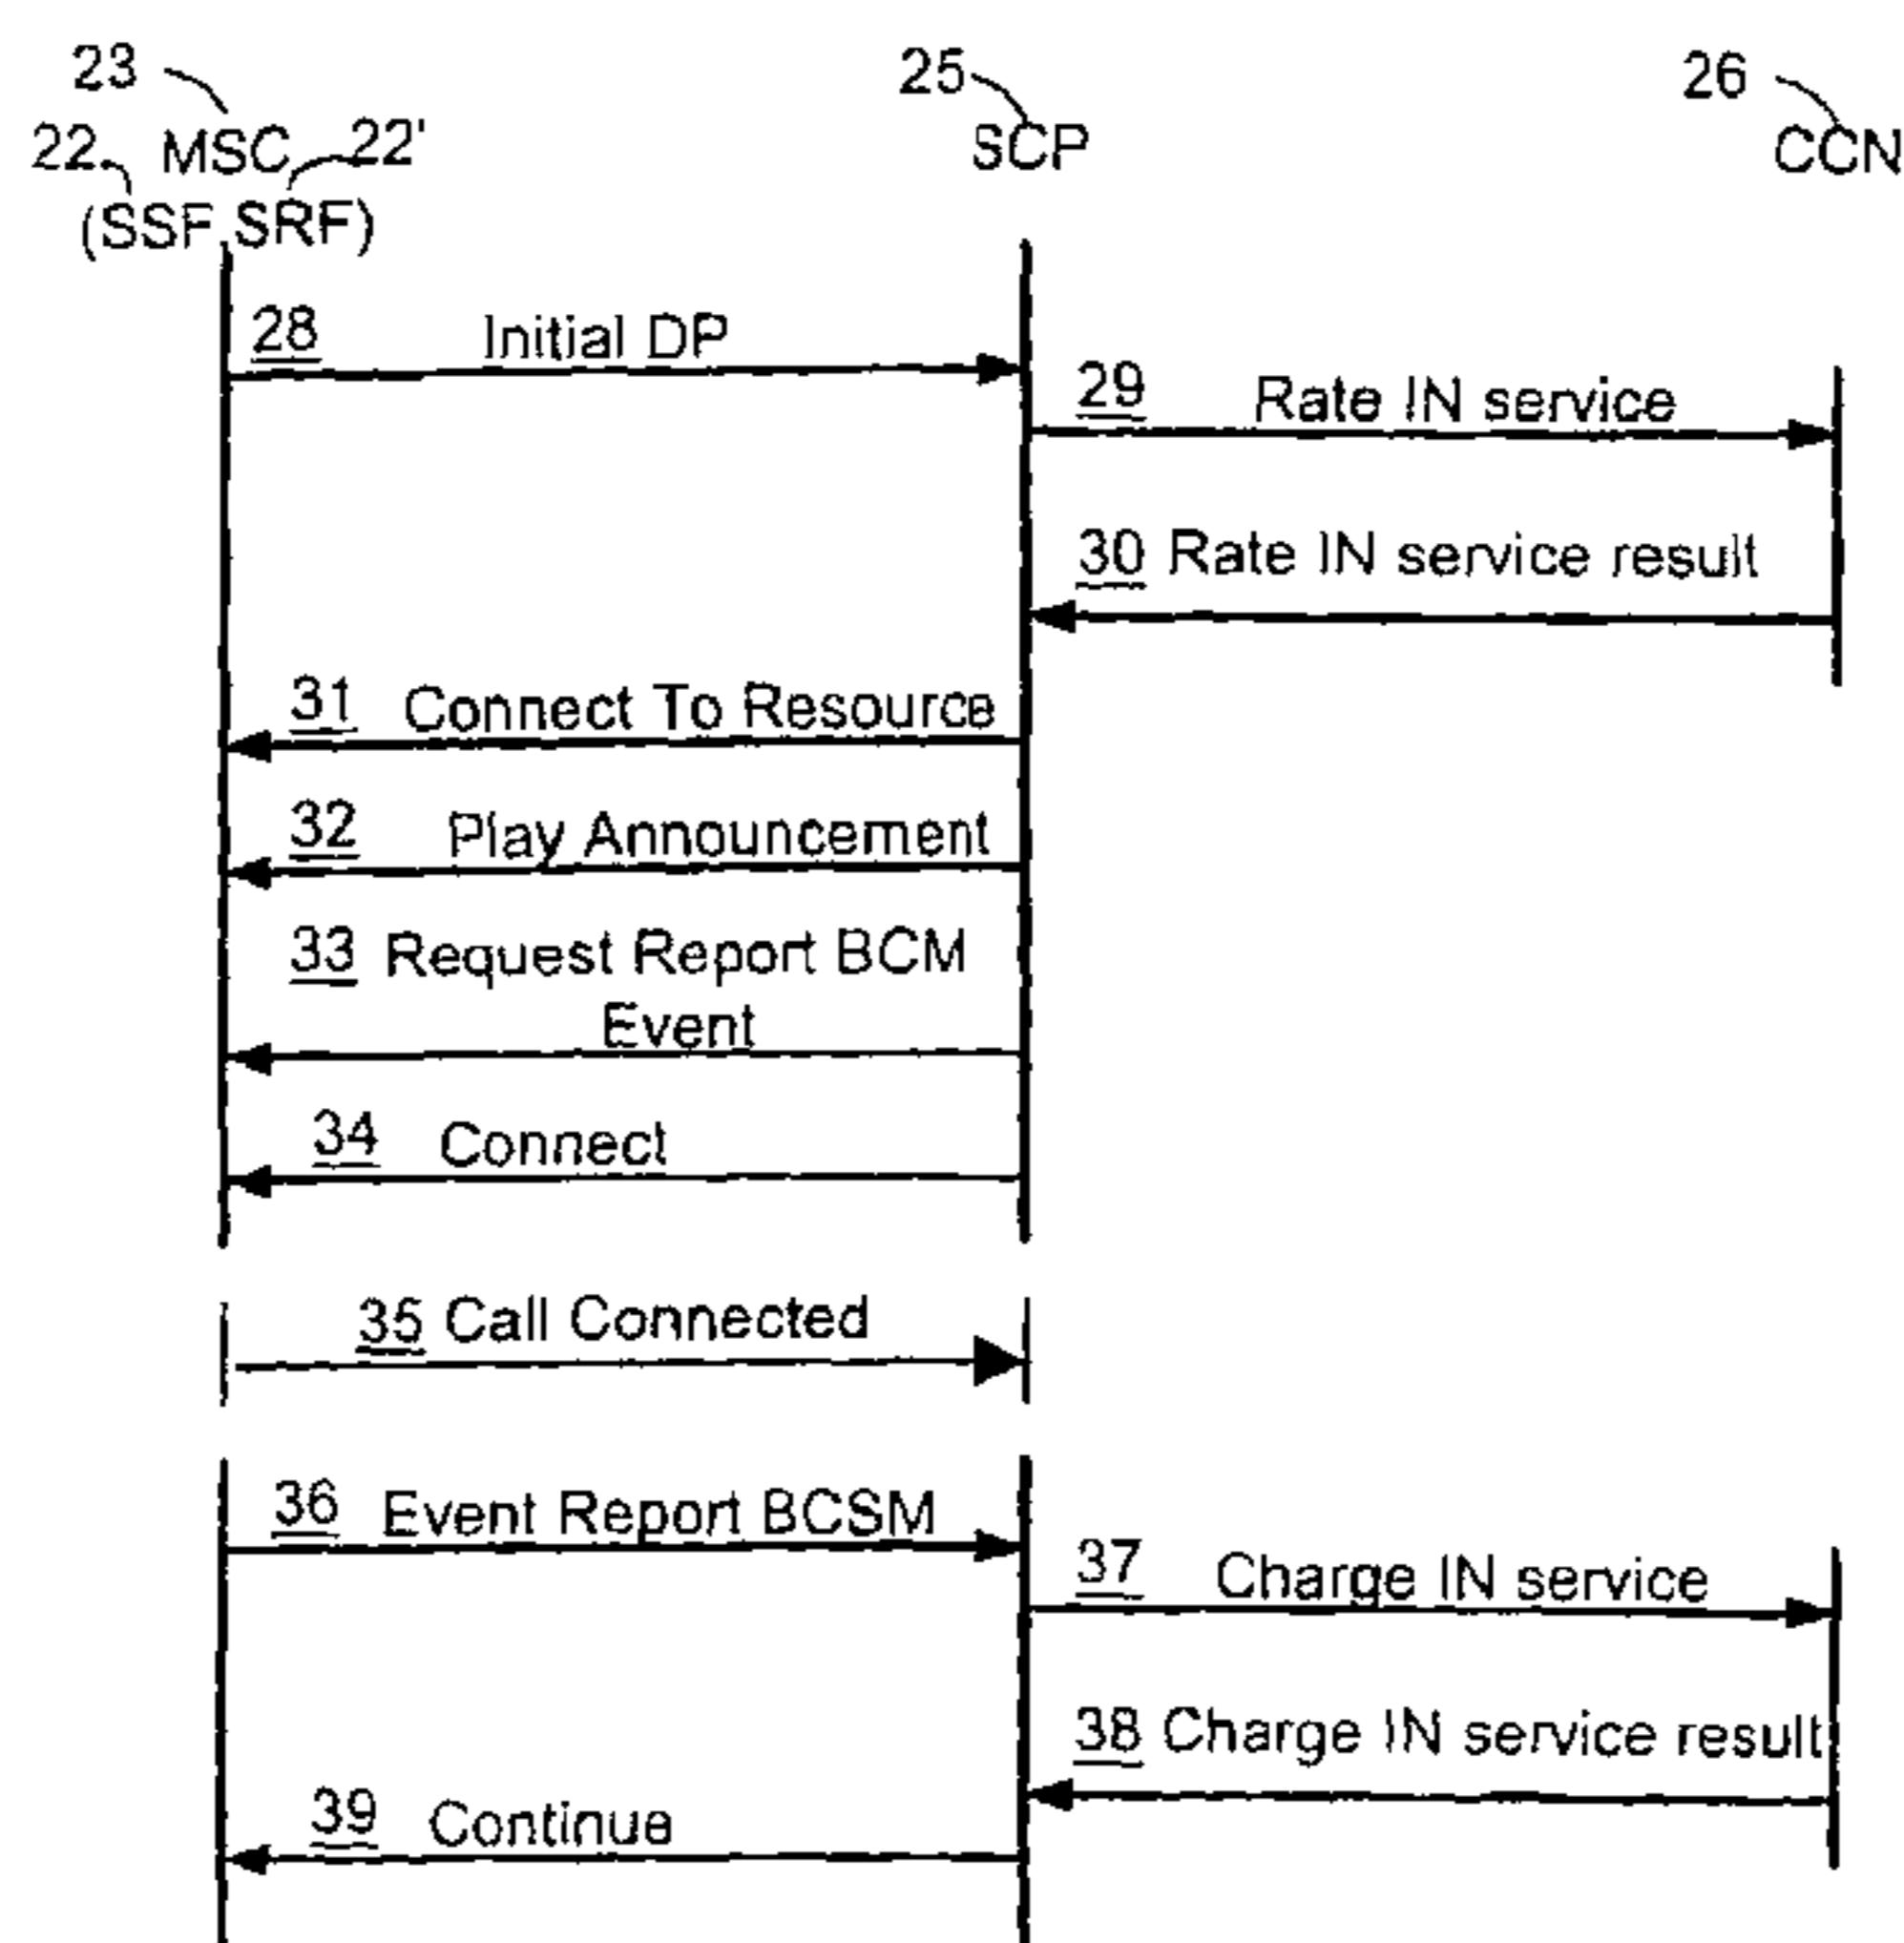 23
25
26
22 MSC 22'
SCP
CCN
(SSF, SRF)
28 Initial DP
29 Rate IN service
30 Rate IN service result
31 Connect To Resource
32 Play Announcement
33 Request Report BCM
Event
34 Connect
35 Call Connected
36 Event Report BCSM
37 Charge IN service
38 Charge IN service result
39 Continue